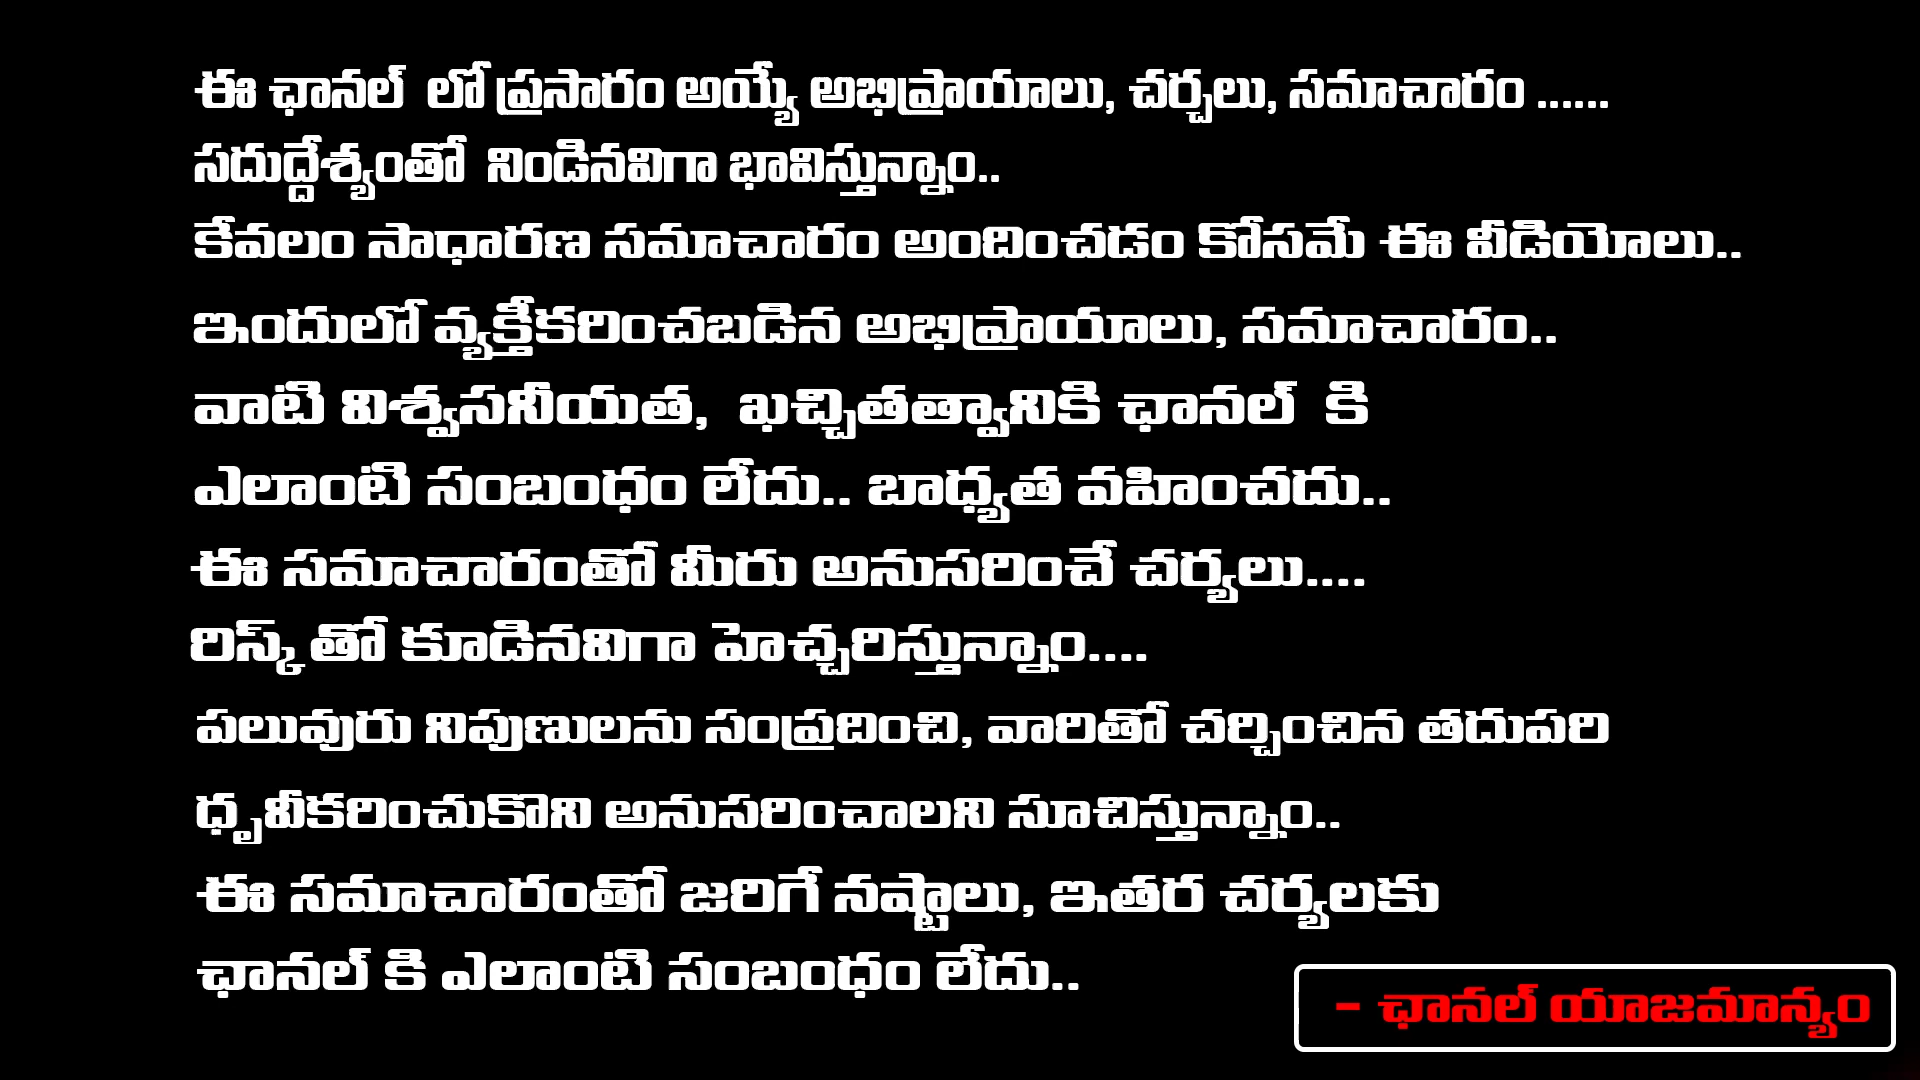 ఈ ఛానల్ లో ప్రసారం అయ్యే అభిప్రాయాలు, చర్చలు, సమాచారం ......
సదుద్దేశ్యంతో నిండినవిగా భావిస్తున్నాం..
కేవలం సాధారణ సమాచారం అందించడం కోసమే ఈ వీడియోలు..
ఇందులో వ్యక్తీకరించబడిన అభిప్రాయాలు, సమాచారం..
వాటి విశ్వసనీయత, ఖచ్చితత్వానికి ఛానల్ కి
ఎలాంటి సంబంధం లేదు.. బాధ్యత వహించదు..
ఈ సమాచారంతో మీరు అనుసరించే చర్యలు....
రిస్క్ తో కూడినవిగా హెచ్చరిస్తున్నాం....
పలువురు నిపుణులను సంప్రదించి, వారితో చర్చించిన తదుపరి
ధృవీకరించుకొని అనుసరించాలని సూచిస్తున్నాం..
ఈ సమాచారంతో జరిగే నష్టాలు, ఇతర చర్యలకు
ఛానల్ కి ఎలాంటి సంబంధం లేదు..
- ఛానల్ యాజమాన్యం